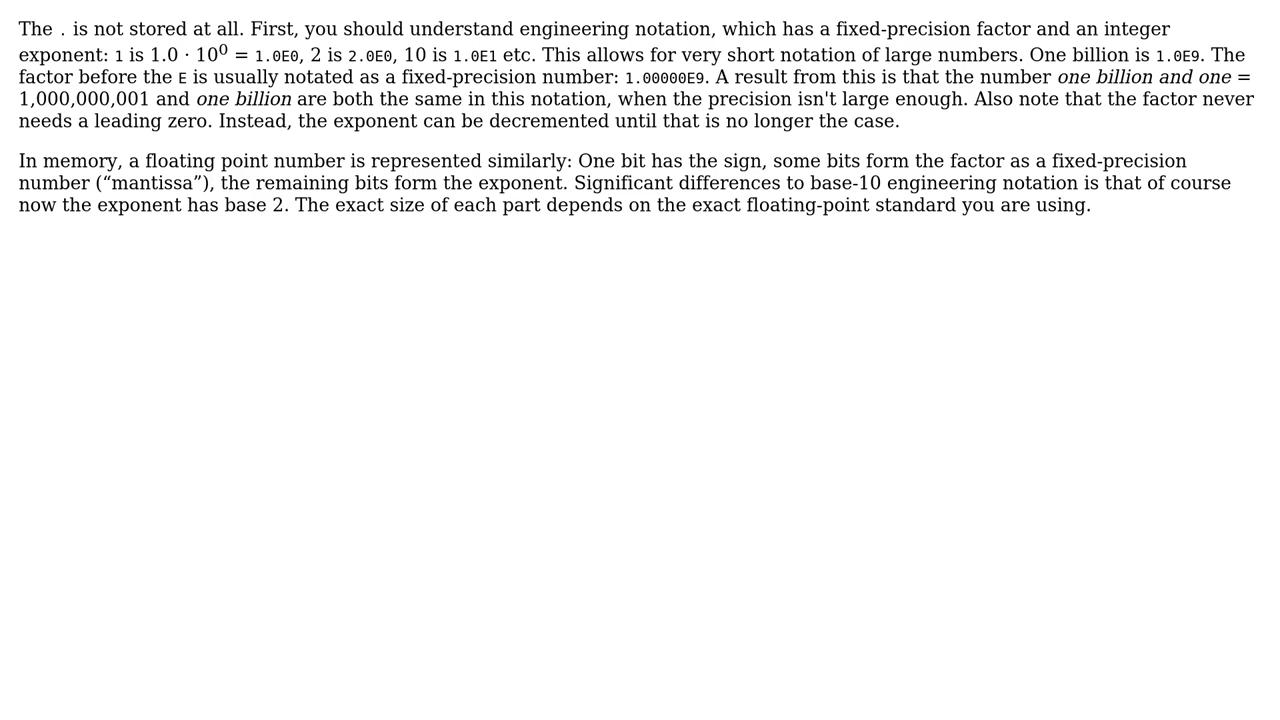 The . is not stored at all. First, you should understand engineering notation, which has a fixed-precision factor and an integer
exponent: 1 is 1.0 · 10⁰ = 1.0E0, 2 is 2.0E0, 10 is 1.0E1 etc. This allows for very short notation of large numbers. One billion is 1.0E9. The
factor before the E is usually notated as a fixed-precision number: 1.00000E9. A result from this is that the number one billion and one =
1,000,000,001 and one billion are both the same in this notation, when the precision isn't large enough. Also note that the factor never
needs a leading zero. Instead, the exponent can be decremented until that is no longer the case.
In memory, a floating point number is represented similarly: One bit has the sign, some bits form the factor as a fixed-precision
number (“mantissa”), the remaining bits form the exponent. Significant differences to base-10 engineering notation is that of course
now the exponent has base 2. The exact size of each part depends on the exact floating-point standard you are using.